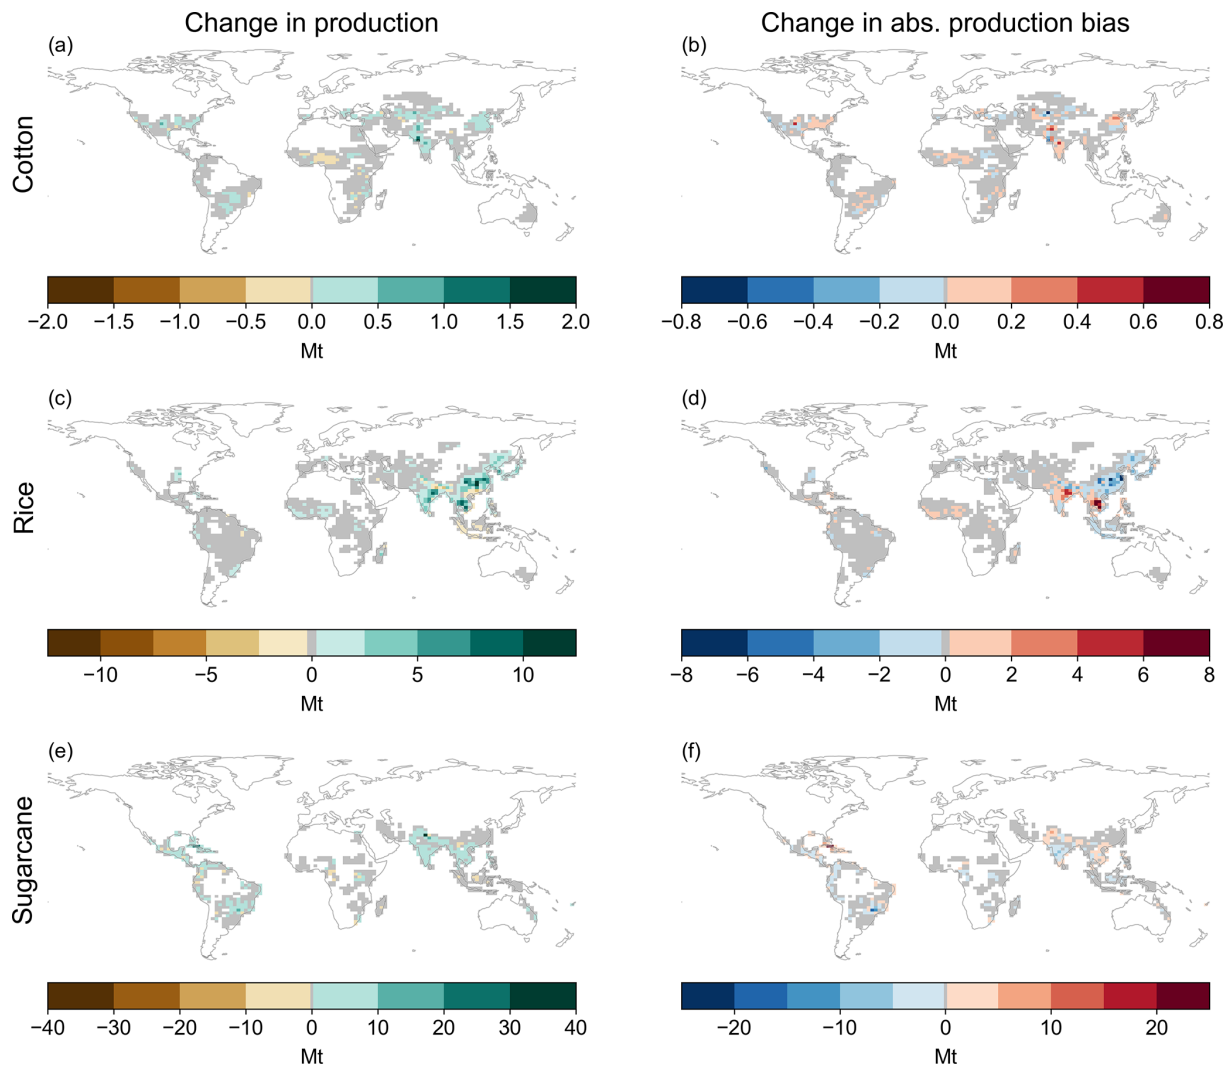 Change in production
Change in abs. production bias
(a)
(b)
Cotton
−2.0 −1.5 −1.0 −0.5 0.0 0.5 1.0 1.5 2.0
Mt
−0.8 −0.6 −0.4 −0.2 0.0 0.2 0.4 0.6 0.8
Mt
(c)
(d)
Rice
−10 −5 0 5 10
Mt
−8 −6 −4 −2 0 2 4 6 8
Mt
(e)
(f)
Sugarcane
−40 −30 −20 −10 0 10 20 30 40
Mt
−20 −10 0 10 20
Mt